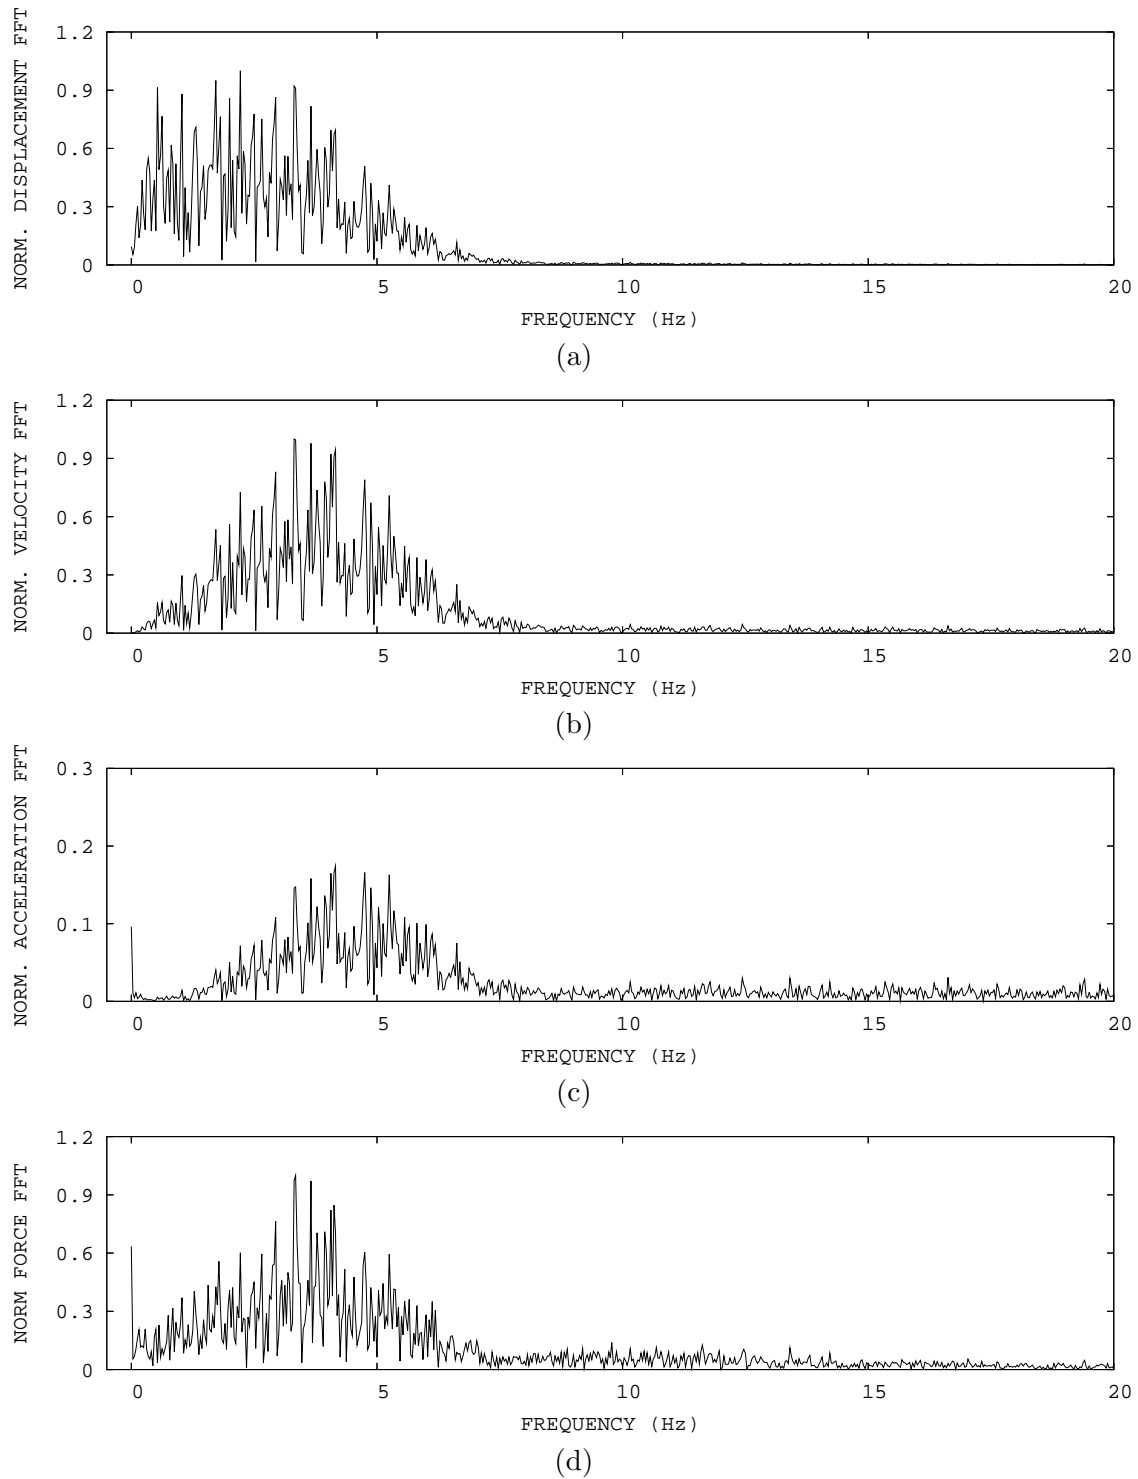 NORM. DISPLACEMENT FFT
1.2
0.9
0.6
0.3
0
0 5 10 15 20
FREQUENCY (Hz)
(a)
NORM. VELOCITY FFT
1.2
0.9
0.6
0.3
0
0 5 10 15 20
FREQUENCY (Hz)
(b)
NORM. ACCELERATION FFT
0.3
0.2
0.1
0
0 5 10 15 20
FREQUENCY (Hz)
(c)
NORM FORCE FFT
1.2
0.9
0.6
0.3
0
0 5 10 15 20
FREQUENCY (Hz)
(d)